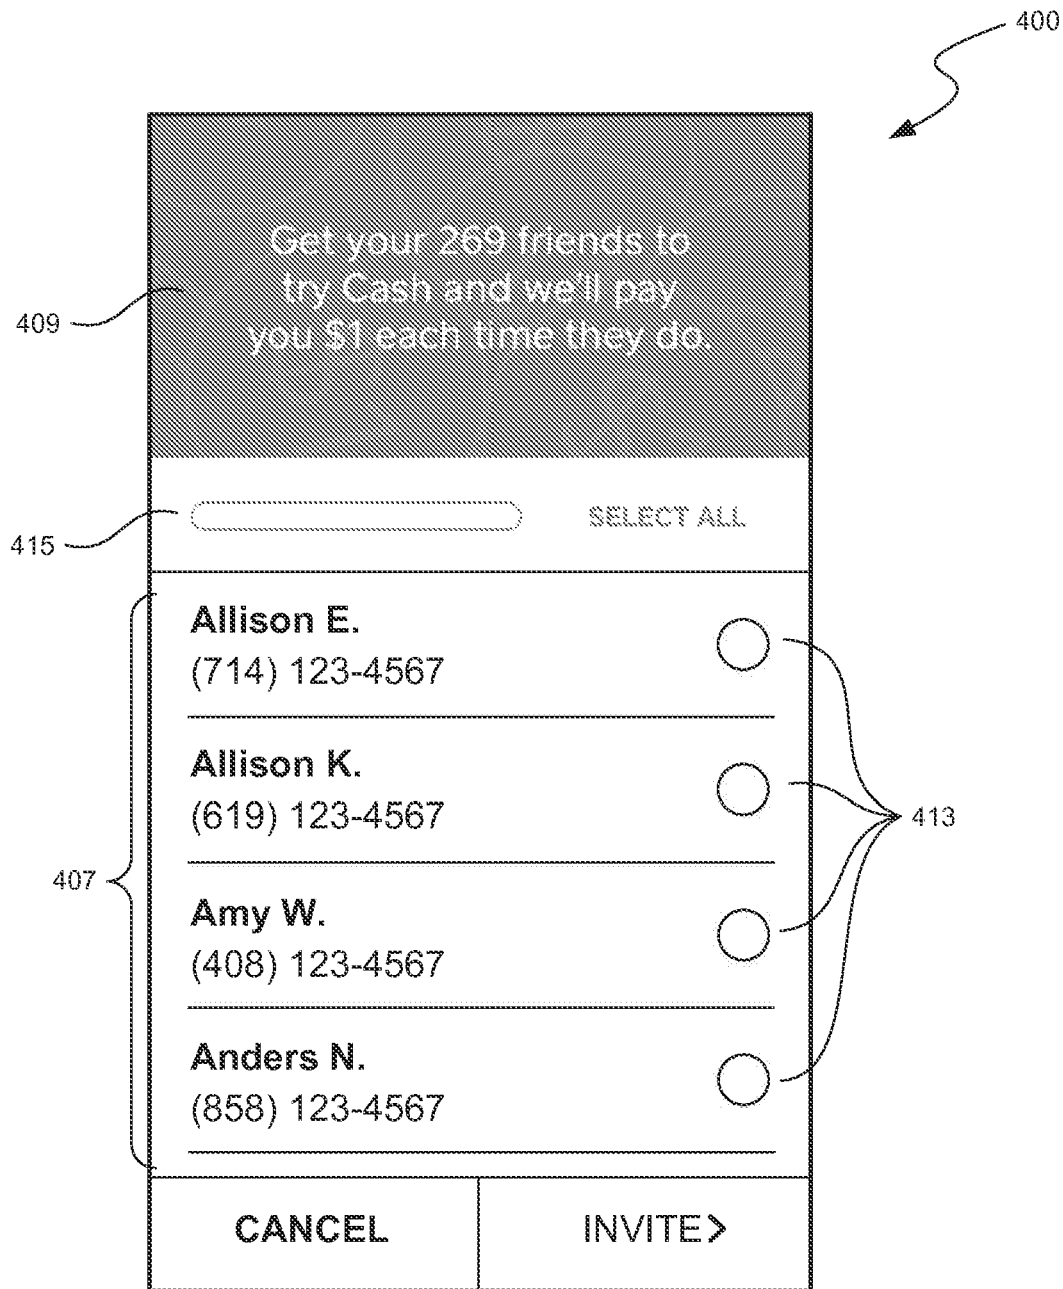 400
Get your 269 friends to
try Cash and we'll pay
you $1 each time they do.
409
SELECT ALL
415
Allison E.
(714) 123-4567
Allison K.
(619) 123-4567
413
407
Amy W.
(408) 123-4567
Anders N.
(858) 123-4567
CANCEL
INVITE>